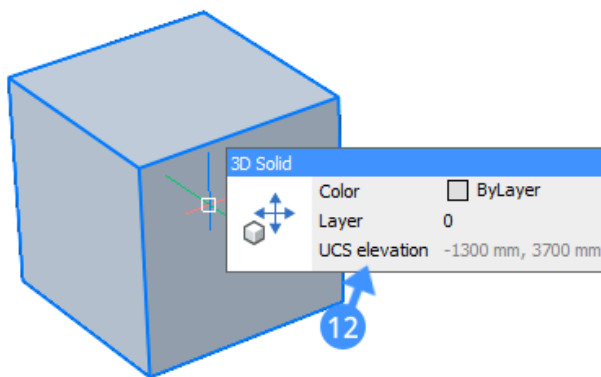 3D Solid
Color ByLayer
Layer 0
UCS elevation -1300 mm, 3700 mm
12